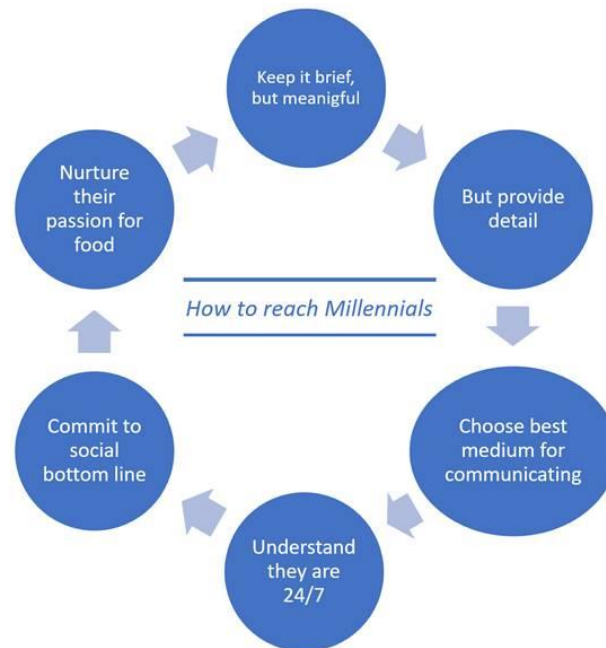 Keep it brief,
but meanigful
But provide
detail
Choose best
medium for
communicating
Understand
they are
24/7
Commit to
social
bottom line
Nurture
their
passion for
food
How to reach Millennials